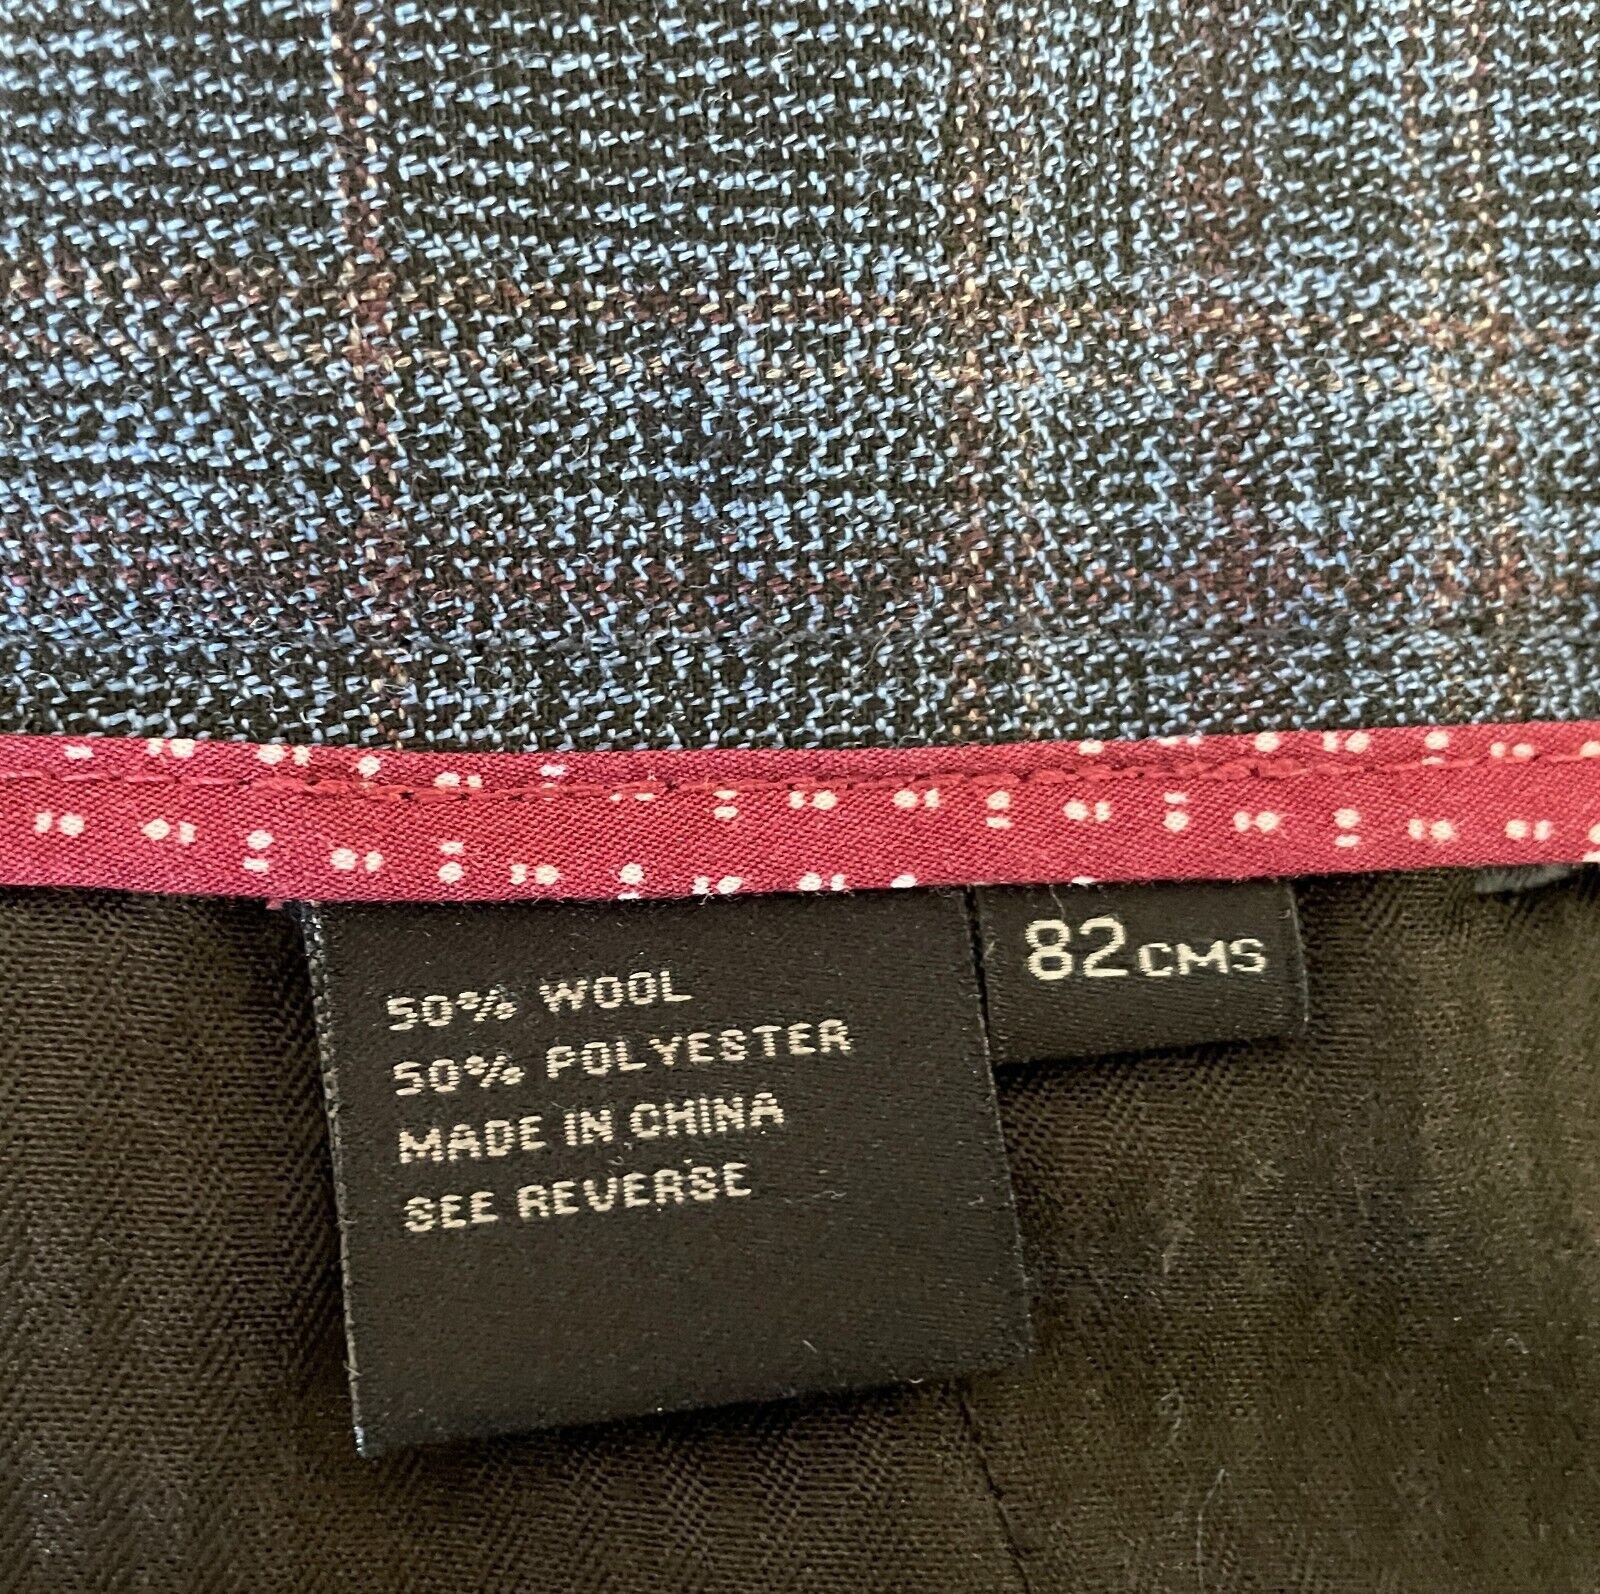 50% WOOL
50% POLYESTER
MADE IN CHINA
SEE REVERSE
82CMS